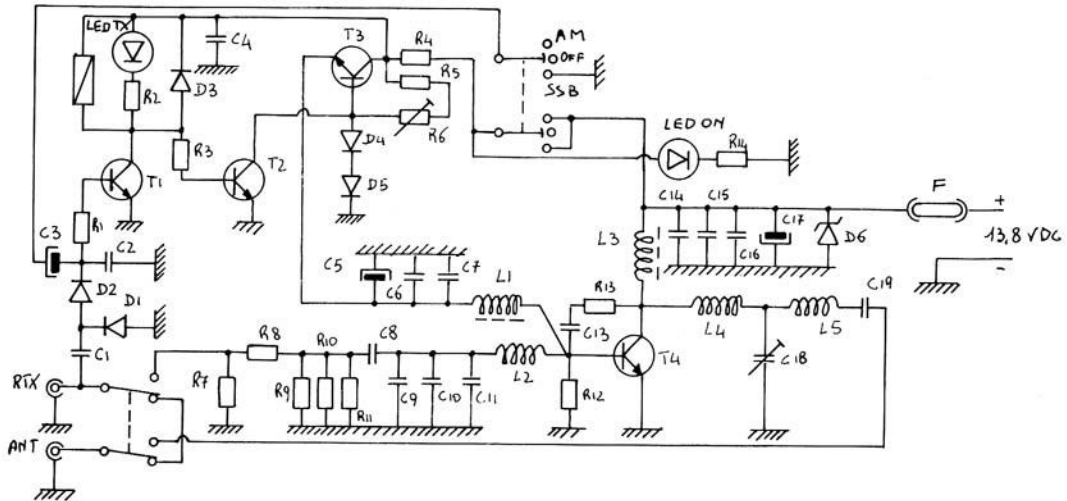 LED TX
C4
T3
R4
AM
OFF
SSB
R5
R2
D3
R6
LED ON
R14
R3
D4
T2
T1
D5
C14
C15
F
+
R1
C17
13,8 VDC
C3
C2
L3
C16
D6
-
C5
C7
L1
C6
D2
D1
R13
C19
C13
L4
L5
C1
R8
R10
C8
T4
C18
RTX
R7
R9
R11
C9
C10
C11
L2
R12
ANT